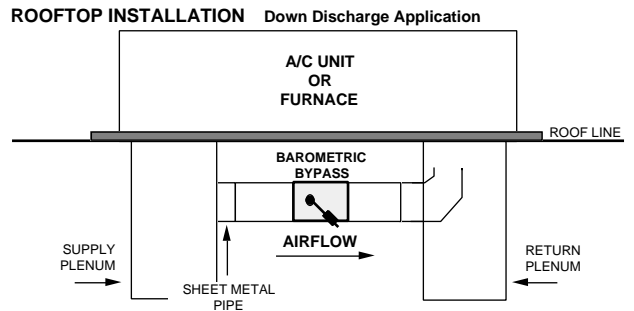 ROOFTOP INSTALLATION Down Discharge Application
A/C UNIT
OR
FURNACE
ROOF LINE
BAROMETRIC
BYPASS
AIRFLOW
SUPPLY
PLENUM
RETURN
PLENUM
SHEET METAL
PIPE